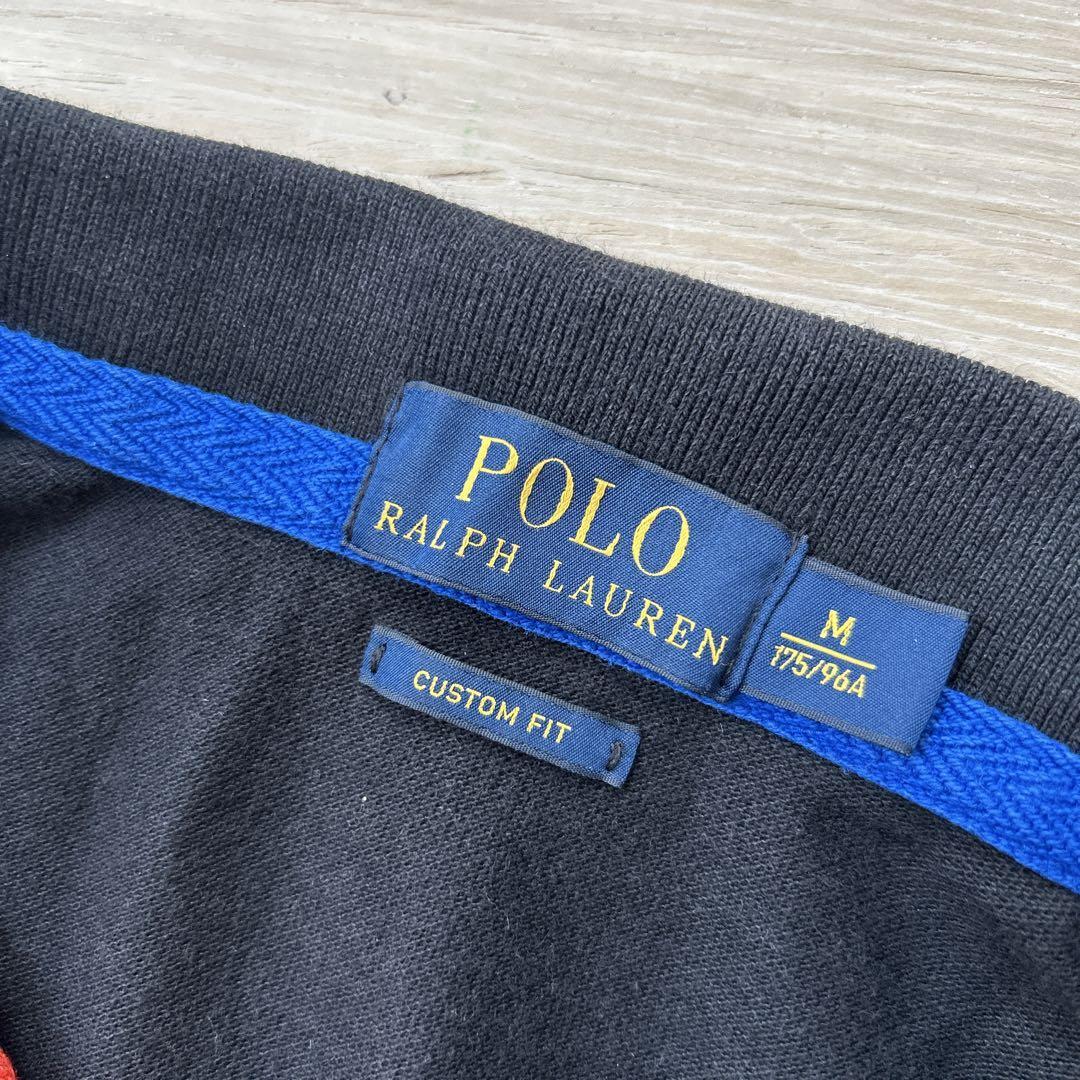 POLO
RALPH LAUREN
M
175/96A
CUSTOM FIT